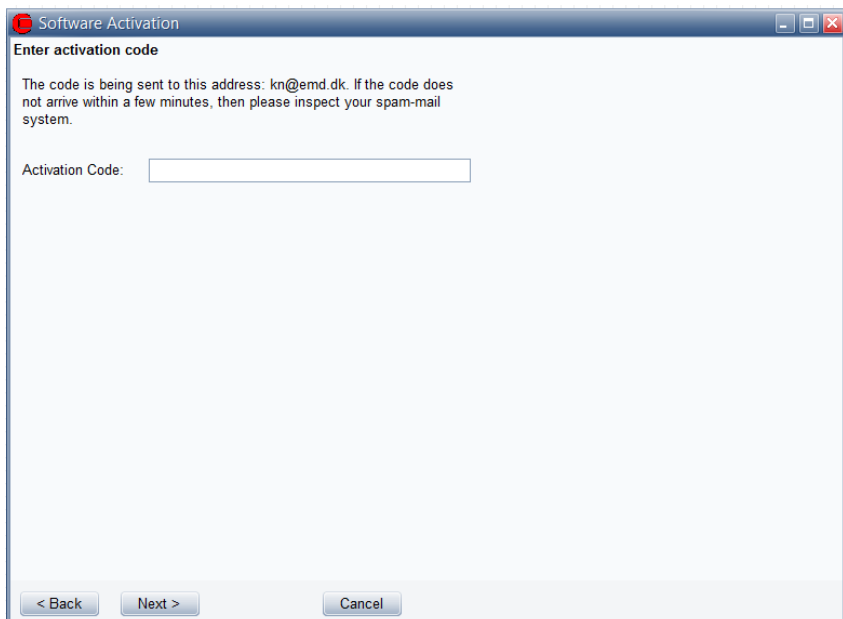 Software Activation
Enter activation code
The code is being sent to this address: kn@emd.dk. If the code does
not arrive within a few minutes, then please inspect your spam-mail
system.
Activation Code:
< Back Next > Cancel